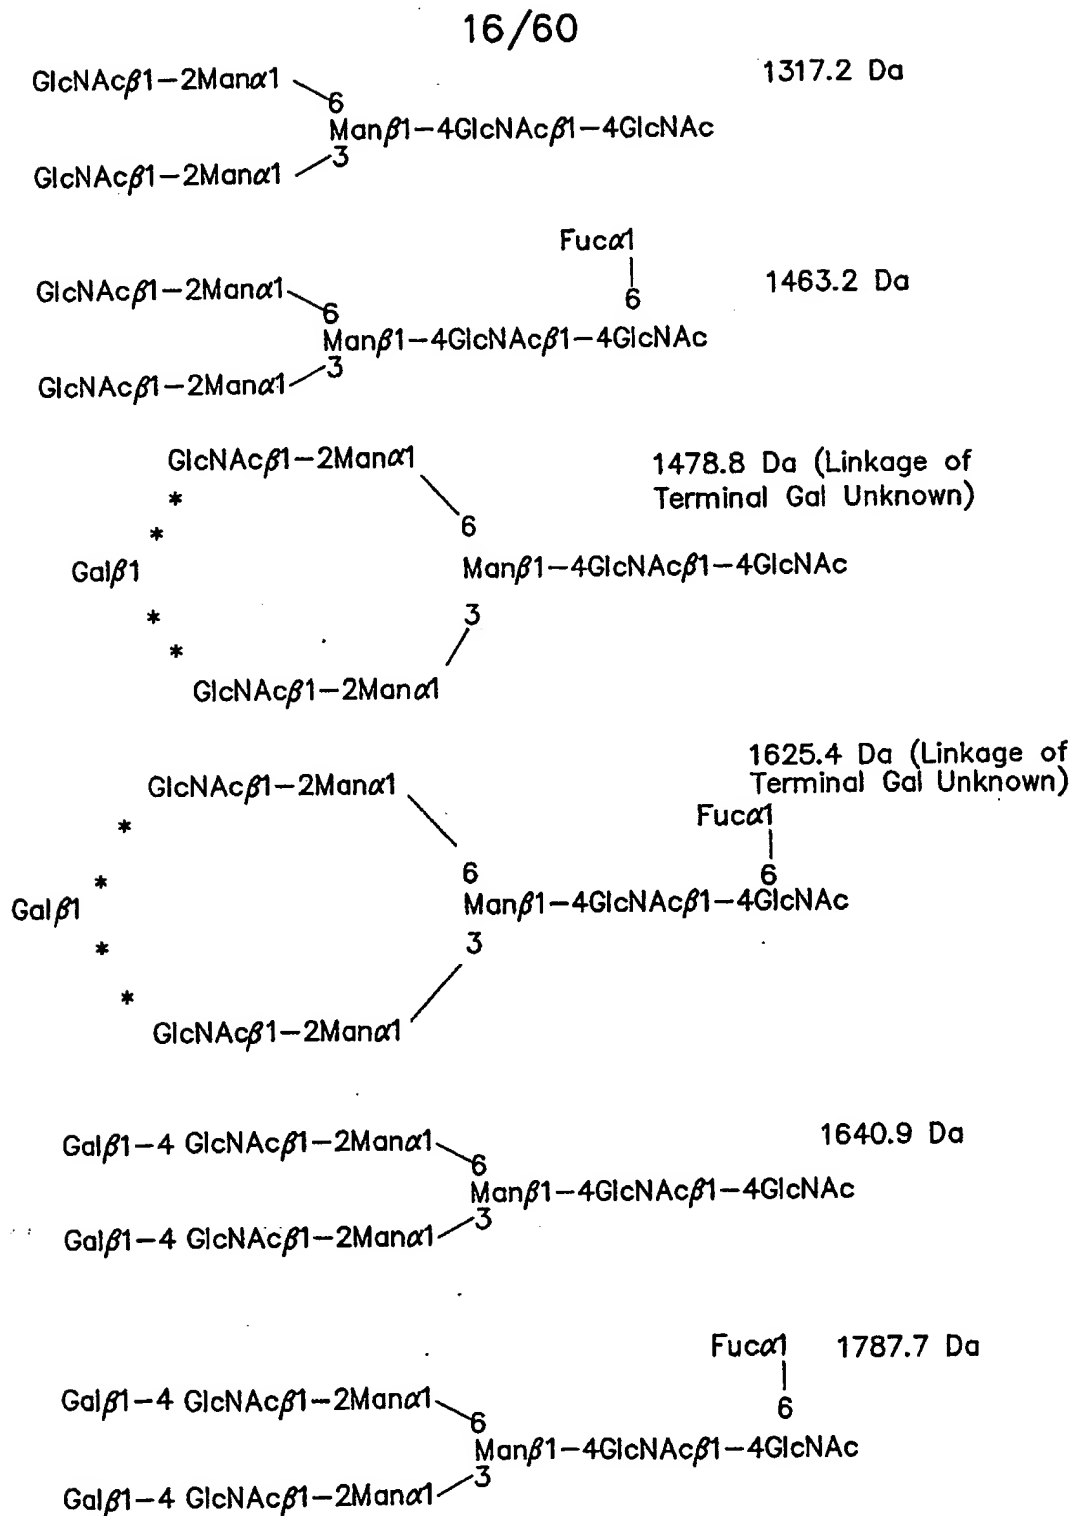 16/60
GlcNAcβ1-2Manα1
1317.2 Da
6
Manβ1-4GlcNAcβ1-4GlcNAc
3
GlcNAcβ1-2Manα1
Fucα1
GlcNAcβ1-2Manα1
6
1463.2 Da
6
Manβ1-4GlcNAcβ1-4GlcNAc
3
GlcNAcβ1-2Manα1
GlcNAcβ1-2Manα1
1478.8 Da (Linkage of
Terminal Gal Unknown)
*
*
6
Galβ1
Manβ1-4GlcNAcβ1-4GlcNAc
*
3
*
GlcNAcβ1-2Manα1
1625.4 Da (Linkage of
Terminal Gal Unknown)
GlcNAcβ1-2Manα1
Fucα1
*
*
6
6
Galβ1
Manβ1-4GlcNAcβ1-4GlcNAc
*
3
*
GlcNAcβ1-2Manα1
Galβ1-4 GlcNAcβ1-2Manα1
1640.9 Da
6
Manβ1-4GlcNAcβ1-4GlcNAc
3
Galβ1-4 GlcNAcβ1-2Manα1
Fucα1
1787.7 Da
Galβ1-4 GlcNAcβ1-2Manα1
6
6
Manβ1-4GlcNAcβ1-4GlcNAc
3
Galβ1-4 GlcNAcβ1-2Manα1